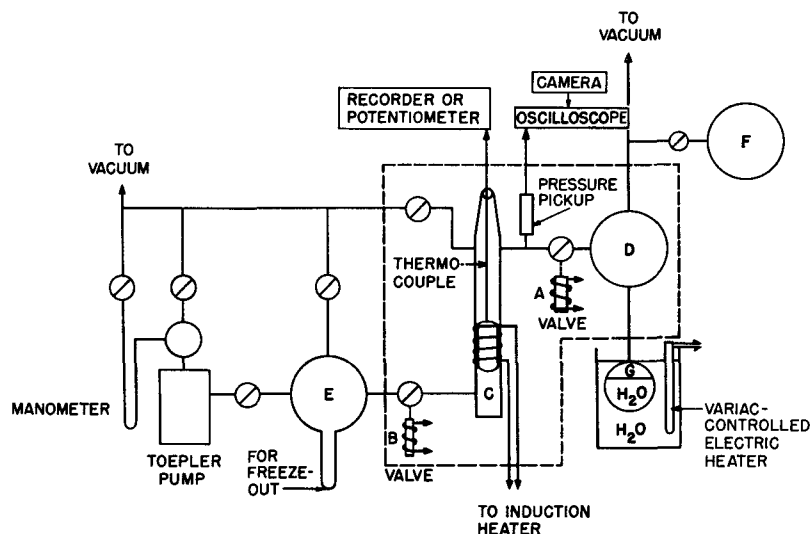 TO
VACUUM
CAMERA
RECORDER OR
POTENTIOMETER
OSCILLOSCOPE
F
TO
VACUUM
PRESSURE
PICKUP
D
THERMO-
COUPLE
A
VALVE
G
H2O
H2O
C
E
MANOMETER
B
VARIAC-
CONTROLLED
ELECTRIC
HEATER
TOEPLER
PUMP
FOR
FREEZE-
OUT
VALVE
TO INDUCTION
HEATER